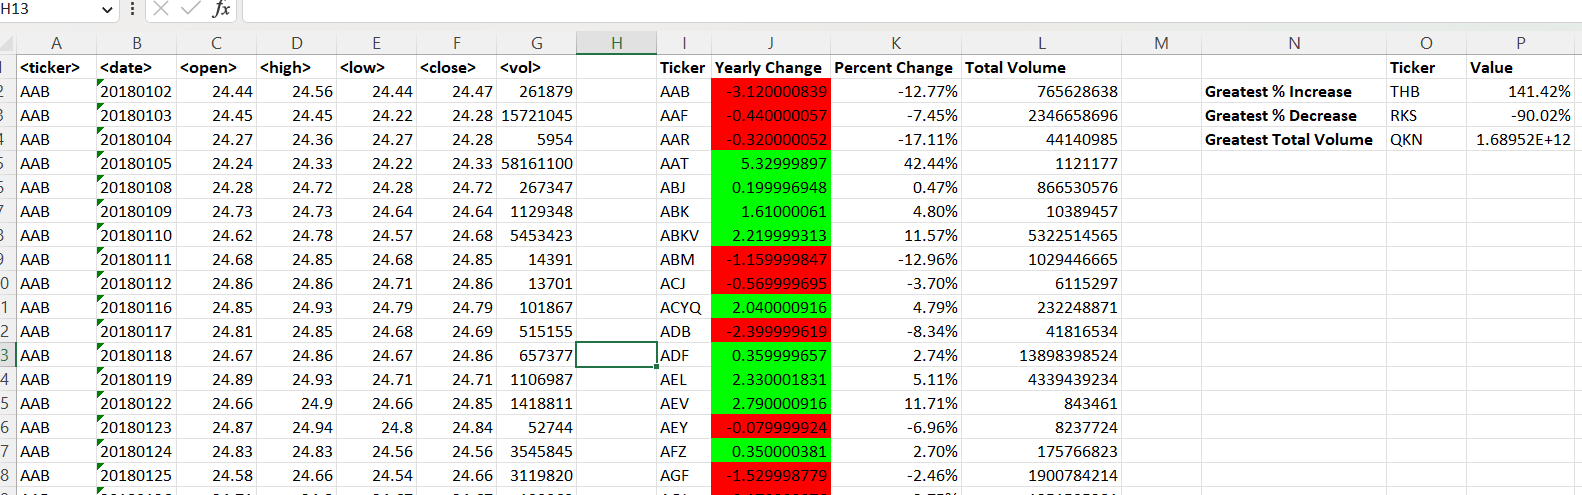 H13 fx
A B C D E F G H I J K L M N O P
<ticker> <date> <open> <high> <low> <close> <vol> Ticker Yearly Change Percent Change Total Volume Ticker Value
2 AAB 20180102 24.44 24.56 24.44 24.47 261879 AAB -3.120000839 -12.77% 765628638 Greatest % Increase THB 141.42%
3 AAB 20180103 24.45 24.45 24.22 24.28 15721045 AAF -0.440000057 -7.45% 2346658696 Greatest % Decrease RKS -90.02%
4 AAB 20180104 24.27 24.36 24.27 24.28 5954 AAR -0.320000052 -17.11% 44140985 Greatest Total Volume QKN 1.68952E+12
5 AAB 20180105 24.24 24.33 24.22 24.33 58161100 AAT 5.32999897 42.44% 1121177
6 AAB 20180108 24.28 24.72 24.28 24.72 267347 ABJ 0.199996948 0.47% 866530576
7 AAB 20180109 24.73 24.73 24.64 24.64 1129348 ABK 1.61000061 4.80% 10389457
8 AAB 20180110 24.62 24.78 24.57 24.68 5453423 ABKV 2.219999313 11.57% 5322514565
9 AAB 20180111 24.68 24.85 24.68 24.85 14391 ABM -1.159999847 -12.96% 1029446665
0 AAB 20180112 24.86 24.86 24.71 24.86 13701 ACJ -0.569999695 -3.70% 6115297
1 AAB 20180116 24.85 24.93 24.79 24.79 101867 ACYQ 2.040000916 4.79% 232248871
2 AAB 20180117 24.81 24.85 24.68 24.69 515155 ADB -2.399999619 -8.34% 41816534
3 AAB 20180118 24.67 24.86 24.67 24.86 657377 ADF 0.359999657 2.74% 13898398524
4 AAB 20180119 24.89 24.93 24.71 24.71 1106987 AEL 2.330001831 5.11% 4339439234
5 AAB 20180122 24.66 24.9 24.66 24.85 1418811 AEV 2.790000916 11.71% 843461
6 AAB 20180123 24.87 24.94 24.8 24.84 52744 AEY -0.079999924 -6.96% 8237724
7 AAB 20180124 24.83 24.83 24.56 24.56 3545845 AFZ 0.350000381 2.70% 175766823
8 AAB 20180125 24.58 24.66 24.54 24.66 3119820 AGF -1.529998779 -2.46% 1900784214